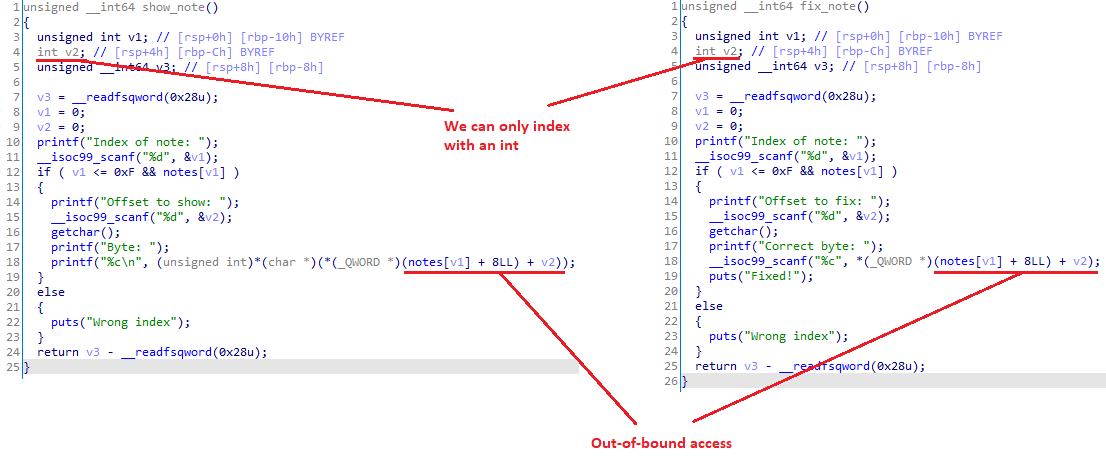 1 unsigned __int64 show_note()
2 {
3   unsigned int v1; // [rsp+0h] [rbp-10h] BYREF
4   int v2; // [rsp+4h] [rbp-Ch] BYREF
5   unsigned __int64 v3; // [rsp+8h] [rbp-8h]
6
7   v3 = __readfsqword(0x28u);
8   v1 = 0;
9   v2 = 0;
10   printf("Index of note: ");
11   __isoc99_scanf("%d", &v1);
12   if ( v1 <= 0xF && notes[v1] )
13   {
14     printf("Offset to show: ");
15     __isoc99_scanf("%d", &v2);
16     getchar();
17     printf("Byte: ");
18     printf("%c\n", (unsigned int)*(char *)(*(_QWORD *)(notes[v1] + 8LL) + v2));
19   }
20   else
21   {
22     puts("Wrong index");
23   }
24   return v3 - __readfsqword(0x28u);
25 }
1 unsigned __int64 fix_note()
2 {
3   unsigned int v1; // [rsp+0h] [rbp-10h] BYREF
4   int v2; // [rsp+4h] [rbp-Ch] BYREF
5   unsigned __int64 v3; // [rsp+8h] [rbp-8h]
6
7   v3 = __readfsqword(0x28u);
8   v1 = 0;
9   v2 = 0;
10   printf("Index of note: ");
11   __isoc99_scanf("%d", &v1);
12   if ( v1 <= 0xF && notes[v1] )
13   {
14     printf("Offset to fix: ");
15     __isoc99_scanf("%d", &v2);
16     getchar();
17     printf("Correct byte: ");
18     __isoc99_scanf("%c", *(_QWORD *)(notes[v1] + 8LL) + v2);
19     puts("Fixed!");
20   }
21   else
22   {
23     puts("Wrong index");
24   }
25   return v3 - __readfsqword(0x28u);
26 }
We can only index
with an int
Out-of-bound access